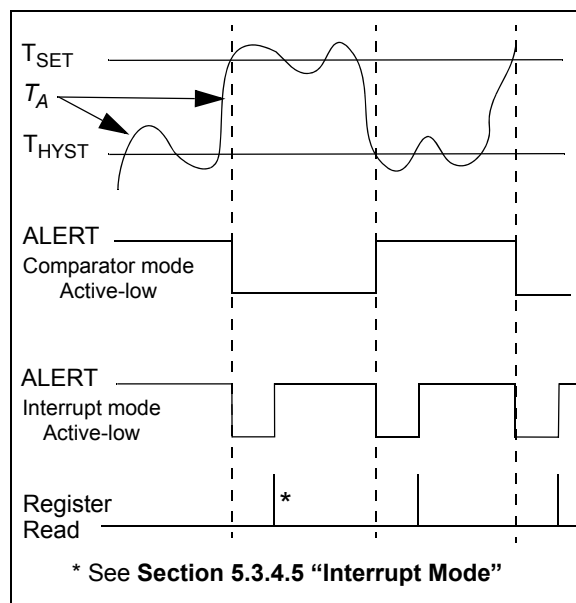 TSET
TA
THYST
ALERT
Comparator mode
Active-low
ALERT
Interrupt mode
Active-low
Register
Read
*
* See Section 5.3.4.5 “Interrupt Mode”